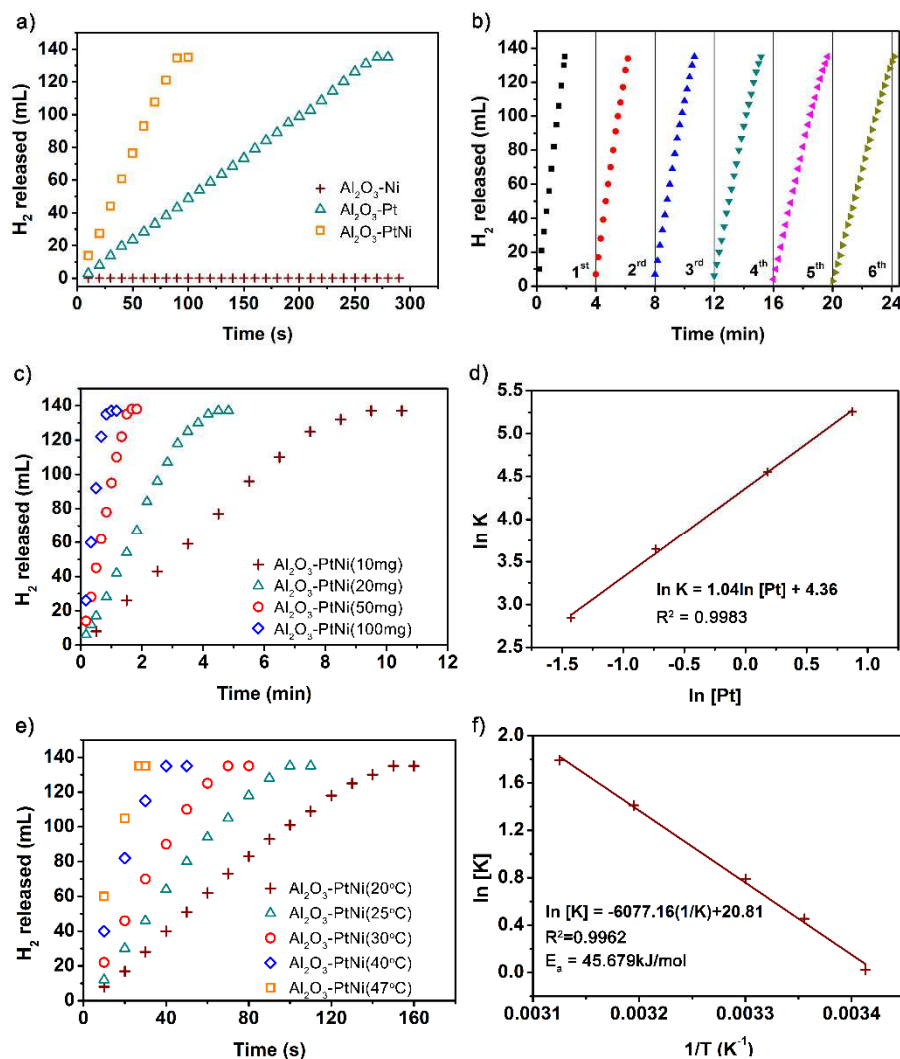 a)
H₂ released (mL)
140
120
100
80
60
40
20
0
Al₂O₃-Ni
Al₂O₃-Pt
Al₂O₃-PtNi
0 50 100 150 200 250 300
Time (s)
b)
H₂ released (mL)
140
120
100
80
60
40
20
0
1st 2nd 3rd 4th 5th 6th
0 4 8 12 16 20 24
Time (min)
c)
H₂ released (mL)
160
140
120
100
80
60
40
20
0
Al₂O₃-PtNi(10mg)
Al₂O₃-PtNi(20mg)
Al₂O₃-PtNi(50mg)
Al₂O₃-PtNi(100mg)
0 2 4 6 8 10 12
Time (min)
d)
ln K
5.5
5.0
4.5
4.0
3.5
3.0
2.5
ln K = 1.04ln [Pt] + 4.36
R² = 0.9983
-1.5 -1.0 -0.5 0.0 0.5 1.0
ln [Pt]
e)
H₂ released (mL)
160
140
120
100
80
60
40
20
0
Al₂O₃-PtNi(20°C)
Al₂O₃-PtNi(25°C)
Al₂O₃-PtNi(30°C)
Al₂O₃-PtNi(40°C)
Al₂O₃-PtNi(47°C)
0 40 80 120 160
Time (s)
f)
ln [K]
2.0
1.6
1.2
0.8
0.4
0.0
ln [K] = -6077.16(1/K)+20.81
R²=0.9962
Eₐ = 45.679kJ/mol
0.0031 0.0032 0.0033 0.0034
1/T (K⁻¹)